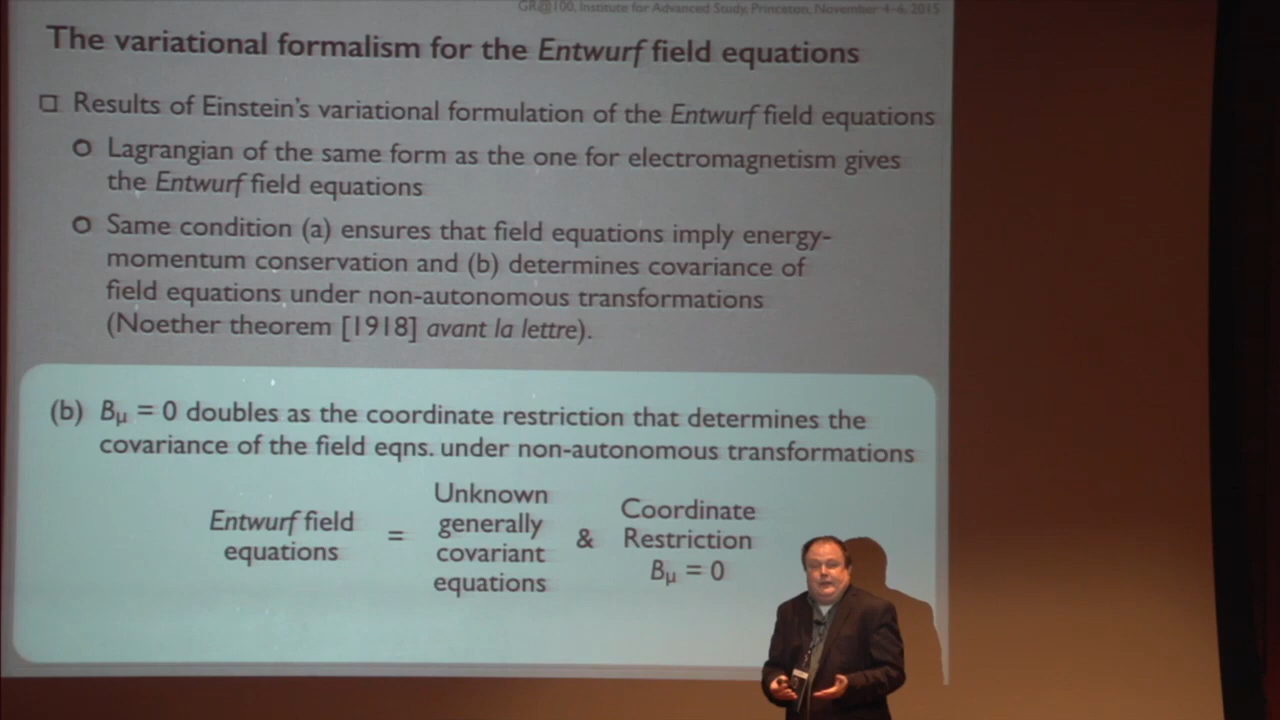 GR@100, Institute for Advanced Study, Princeton, November 4-6, 2015
The variational formalism for the Entwurf field equations
Results of Einstein's variational formulation of the Entwurf field equations
Lagrangian of the same form as the one for electromagnetism gives
the Entwurf field equations
Same condition (a) ensures that field equations imply energy-
momentum conservation and (b) determines covariance of
field equations under non-autonomous transformations
(Noether theorem [1918] avant la lettre).
(b) Bμ = 0 doubles as the coordinate restriction that determines the
covariance of the field eqns. under non-autonomous transformations
Entwurf field
equations
=
Unknown
generally
covariant
equations
&
Coordinate
Restriction
Bμ = 0